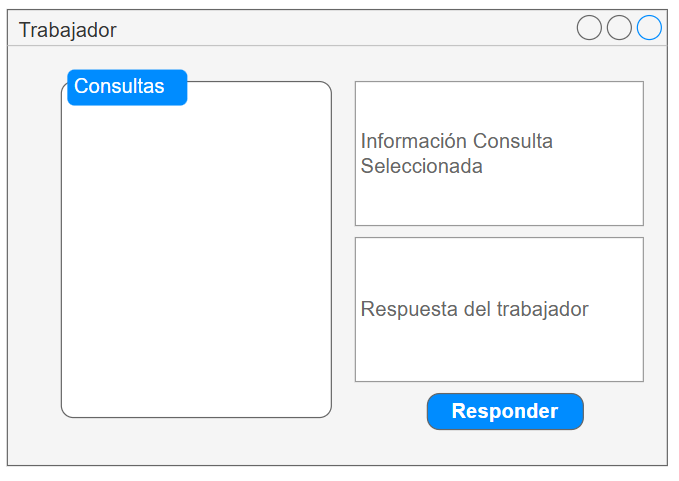 Trabajador
Consultas
Información Consulta
Seleccionada
Respuesta del trabajador
Responder